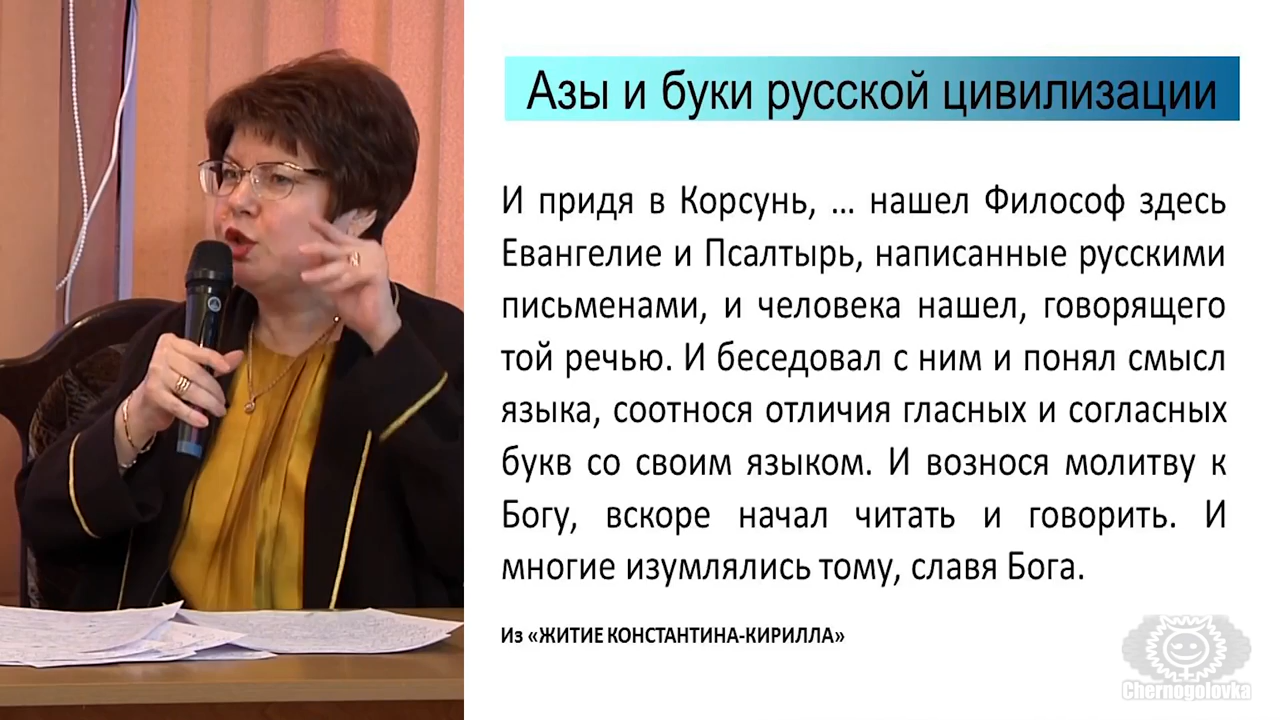 Азы и буки русской цивилизации
И придя в Корсунь, ... нашел Философ здесь
Евангелие и Псалтырь, написанные русскими
письменами, и человека нашел, говорящего
той речью. И беседовал с ним и понял смысл
языка, соотнося отличия гласных и согласных
букв со своим языком. И вознося молитву к
Богу, вскоре начал читать и говорить. И
многие изумлялись тому, славя Бога.
Из «ЖИТИЕ КОНСТАНТИНА-КИРИЛЛА»
Chernogolovka